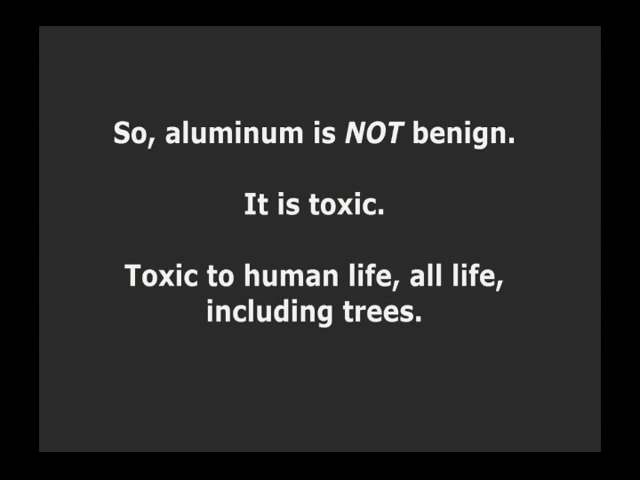 So, aluminum is NOT benign.
It is toxic.
Toxic to human life, all life,
including trees.